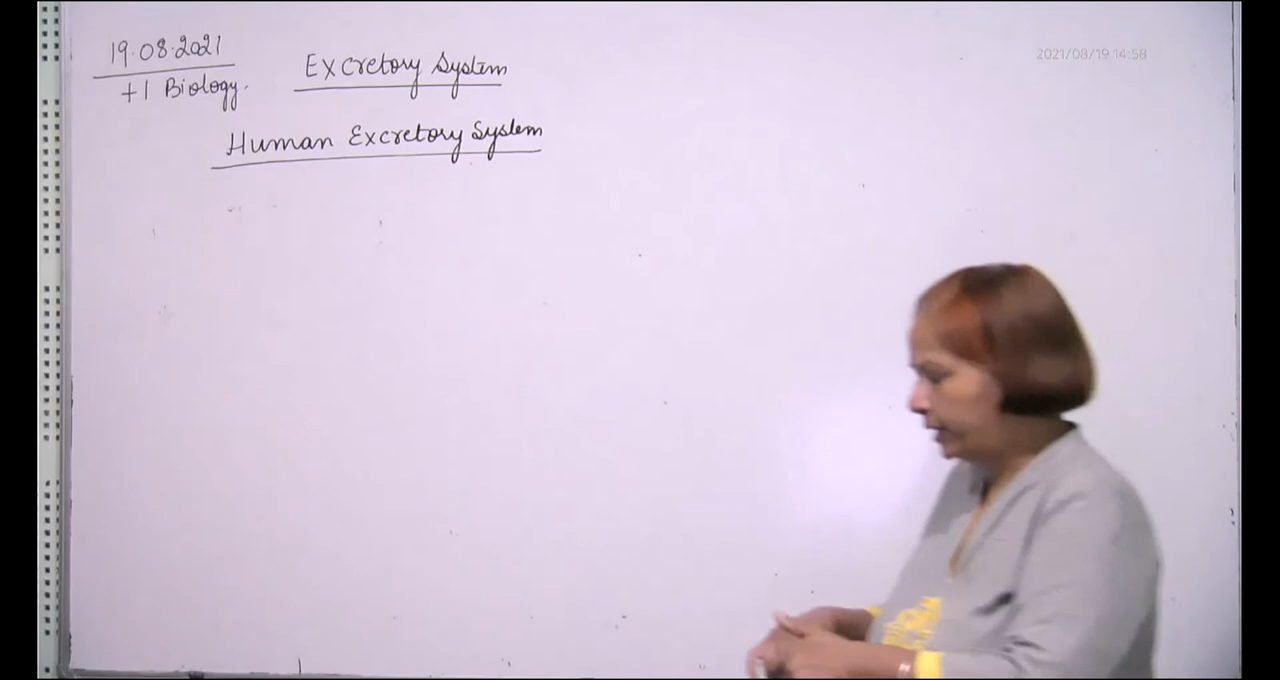 19.08.2021
+1 Biology.
Excretory System
Human Excretory System
2021/08/19 14:58